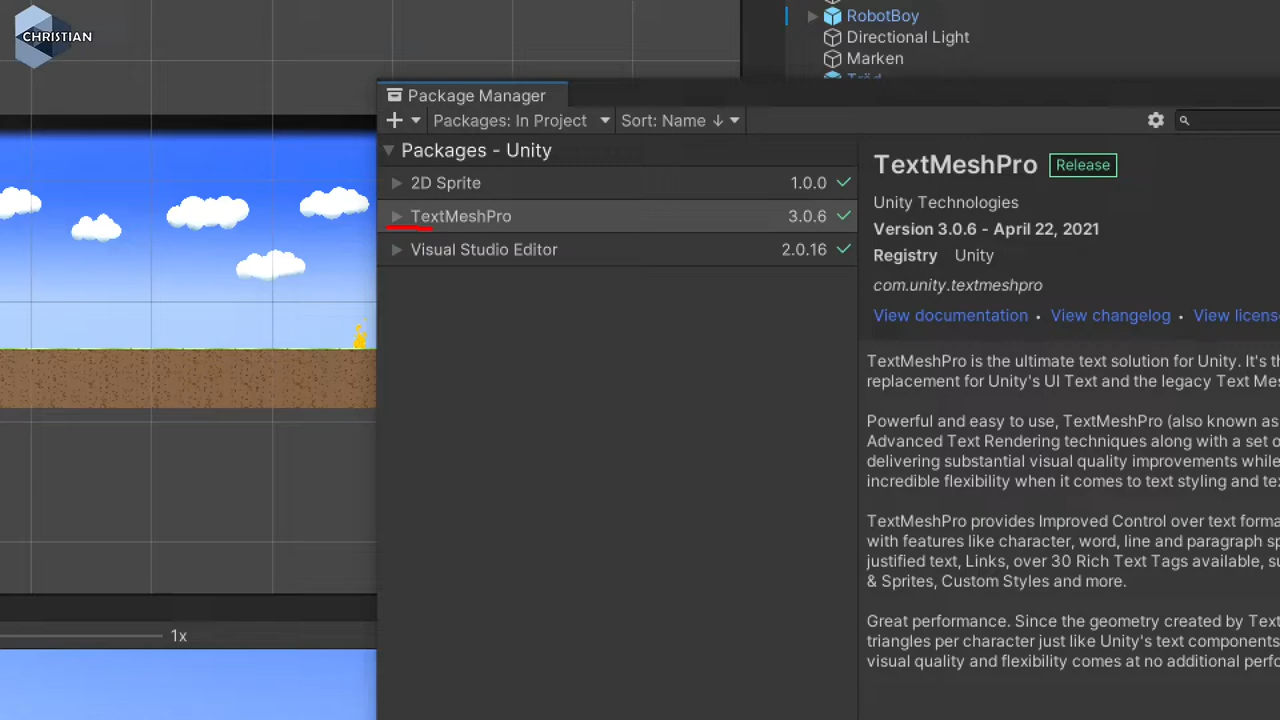 CHRISTIAN
RobotBoy
Directional Light
Marken
Träd
Package Manager
Packages: In Project
Sort: Name ↓
Packages - Unity
2D Sprite 1.0.0
TextMeshPro 3.0.6
Visual Studio Editor 2.0.16
TextMeshPro Release
Unity Technologies
Version 3.0.6 - April 22, 2021
Registry Unity
com.unity.textmeshpro
View documentation • View changelog • View licens
TextMeshPro is the ultimate text solution for Unity. It's th
replacement for Unity's UI Text and the legacy Text Mes
Powerful and easy to use, TextMeshPro (also known as
Advanced Text Rendering techniques along with a set o
delivering substantial visual quality improvements while
incredible flexibility when it comes to text styling and tex
TextMeshPro provides Improved Control over text forma
with features like character, word, line and paragraph sp
justified text, Links, over 30 Rich Text Tags available, su
& Sprites, Custom Styles and more.
Great performance. Since the geometry created by Text
triangles per character just like Unity's text components
visual quality and flexibility comes at no additional perfo
1x